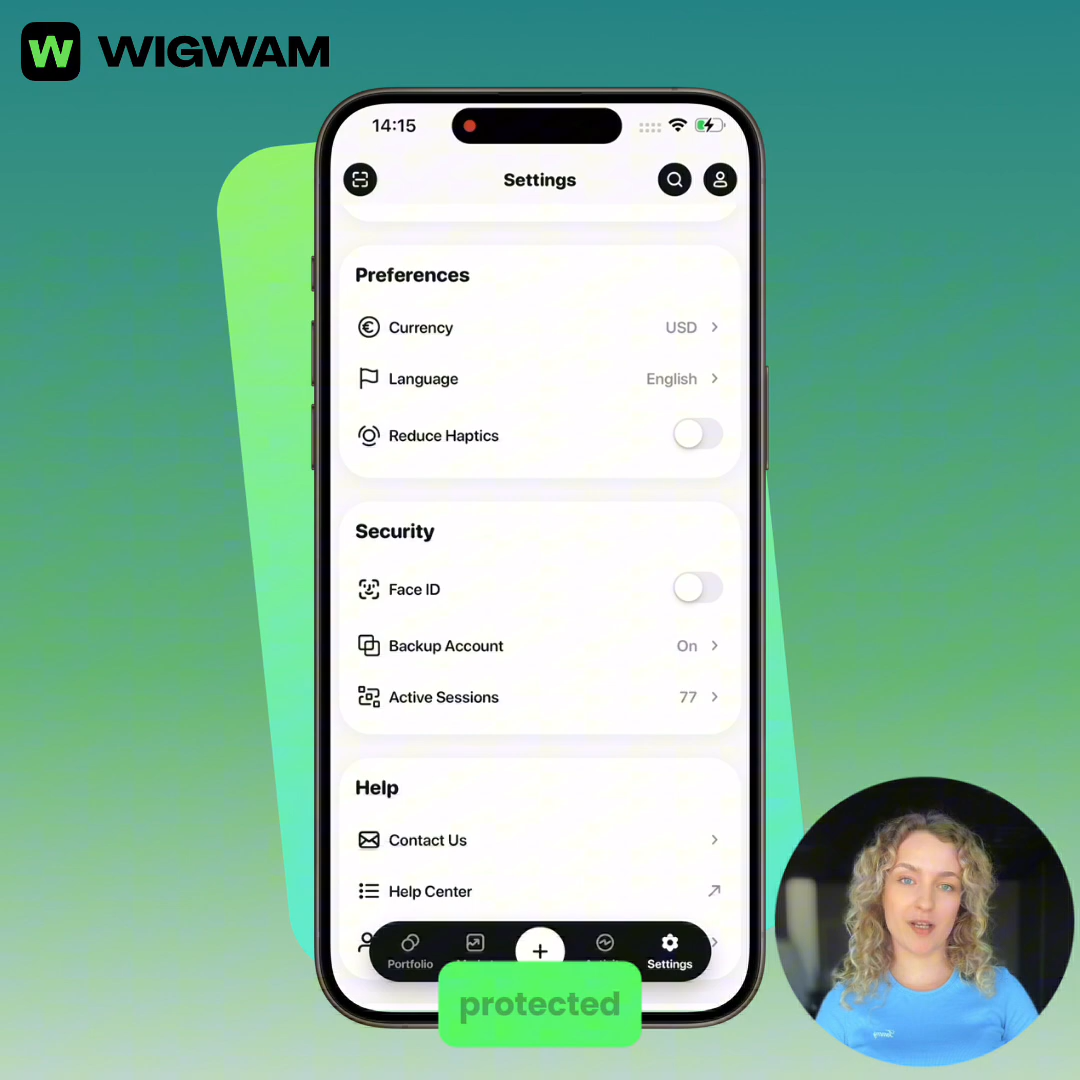 W WIGWAM
14:15
Settings
Preferences
Currency USD
Language English
Reduce Haptics
Security
Face ID
Backup Account On
Active Sessions 77
Help
Contact Us
Help Center
Portfolio Settings
protected